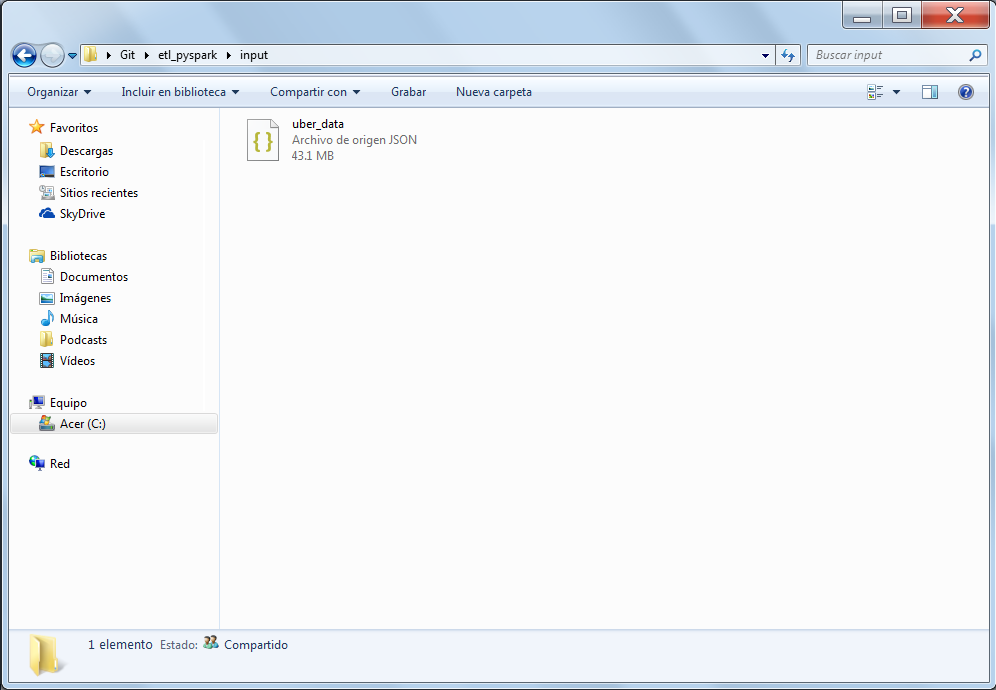 Git etl_pyspark input Buscar input
Organizar Incluir en biblioteca Compartir con Grabar Nueva carpeta
Favoritos
Descargas
Escritorio
Sitios recientes
SkyDrive
Bibliotecas
Documentos
Imágenes
Música
Podcasts
Vídeos
Equipo
Acer (C:)
Red
uber_data
Archivo de origen JSON
43.1 MB
1 elemento Estado: Compartido